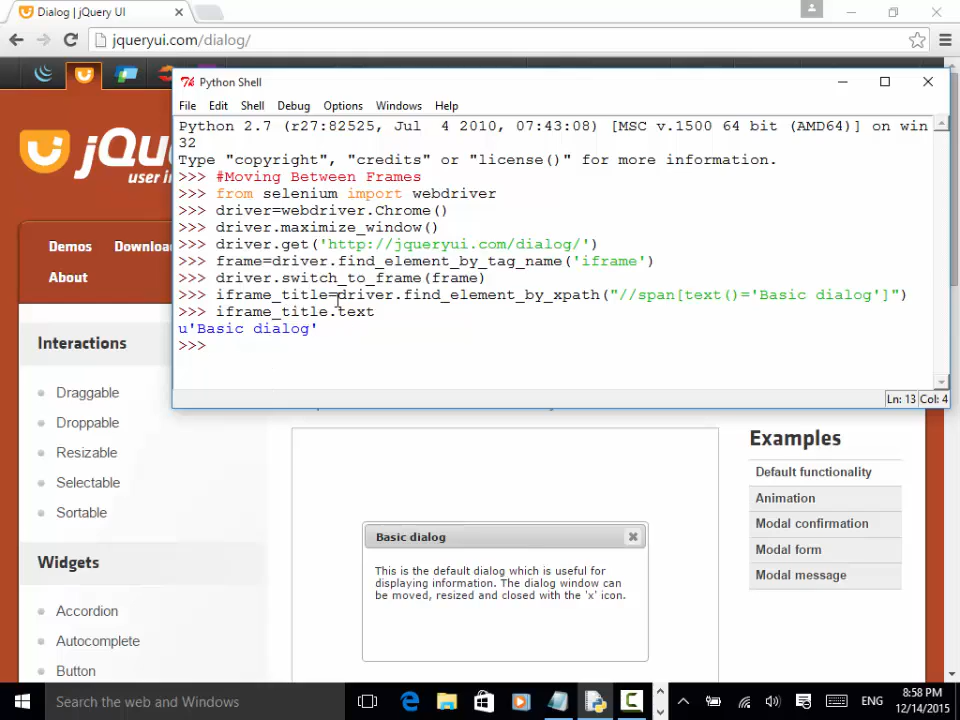 Dialog | jQuery UI
jqueryui.com/dialog/
Python Shell
File Edit Shell Debug Options Windows Help
Python 2.7 (r27:82525, Jul  4 2010, 07:43:08) [MSC v.1500 64 bit (AMD64)] on win
32
Type "copyright", "credits" or "license()" for more information.
>>> #Moving Between Frames
>>> from selenium import webdriver
>>> driver=webdriver.Chrome()
>>> driver.maximize_window()
>>> driver.get('http://jqueryui.com/dialog/')
>>> frame=driver.find_element_by_tag_name('iframe')
>>> driver.switch_to_frame(frame)
>>> iframe_title=driver.find_element_by_xpath("//span[text()='Basic dialog']")
>>> iframe_title.text
u'Basic dialog'
>>>
Ln: 13 Col: 4
jQu
user in
Demos Downloa
About
Interactions
Draggable
Droppable
Resizable
Selectable
Sortable
Widgets
Accordion
Autocomplete
Button
Basic dialog
This is the default dialog which is useful for
displaying information. The dialog window can
be moved, resized and closed with the 'x' icon.
Examples
Default functionality
Animation
Modal confirmation
Modal form
Modal message
Search the web and Windows
ENG
8:58 PM
12/14/2015